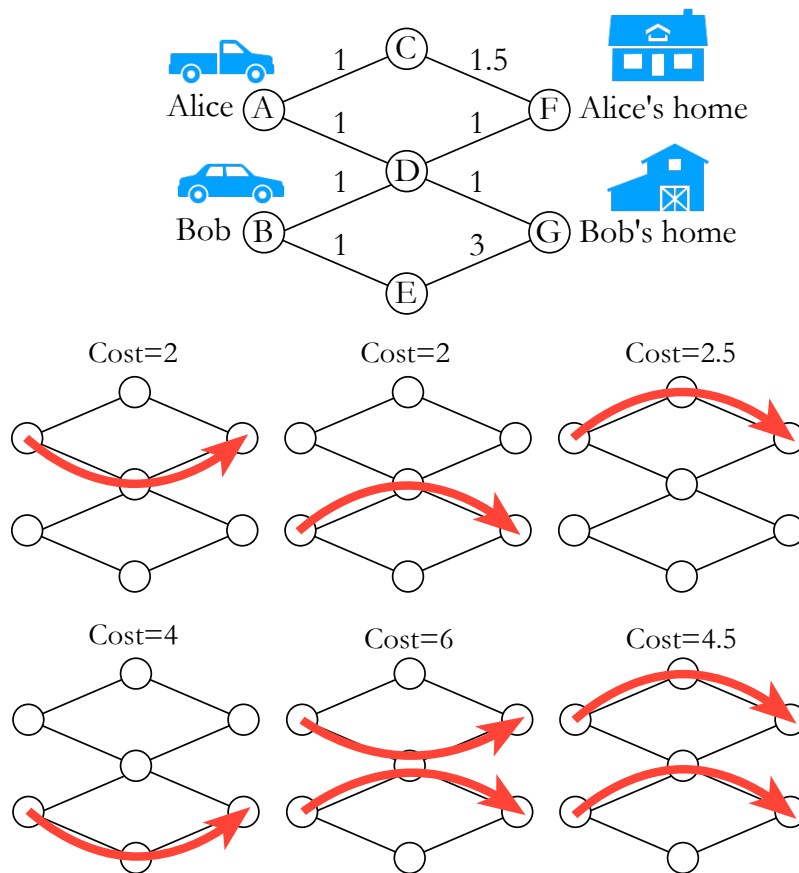 C
1
1.5
Alice
A
F
Alice's home
1
1
D
1
1
Bob
B
G
Bob's home
1
3
E
Cost=2
Cost=2
Cost=2.5
Cost=4
Cost=6
Cost=4.5